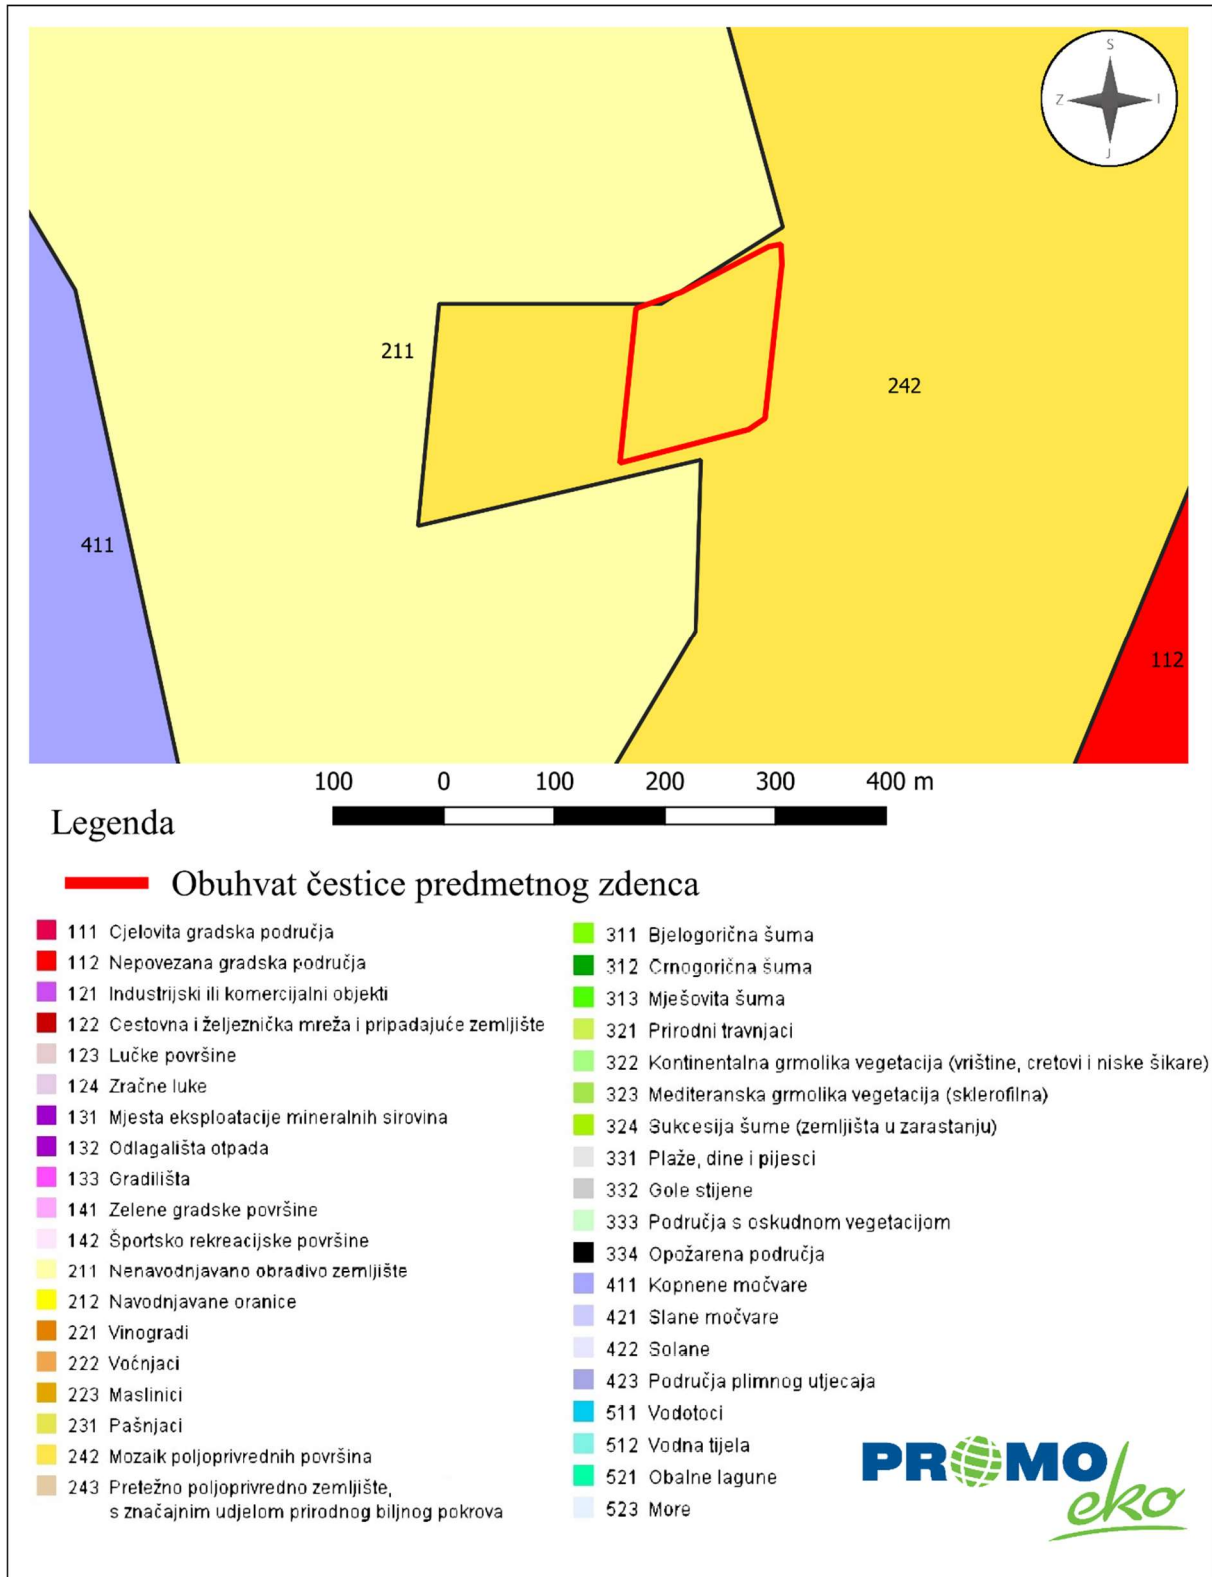 S
Z
I
J
211
242
411
112
100 0 100 200 300 400 m
Legenda
Obuhvat čestice predmetnog zdenca
111 Cjelovita gradska područja
112 Nepovezana gradska područja
121 Industrijski ili komercijalni objekti
122 Cestovna i željeznička mreža i pripadajuće zemljište
123 Lučke površine
124 Zračne luke
131 Mjesta eksploatacije mineralnih sirovina
132 Odlagališta otpada
133 Gradilišta
141 Zelene gradske površine
142 Športsko rekreacijske površine
211 Nenavodnjavano obradivo zemljište
212 Navodnjavane oranice
221 Vinogradi
222 Voćnjaci
223 Maslinici
231 Pašnjaci
242 Mozaik poljoprivrednih površina
243 Pretežno poljoprivredno zemljište,
s značajnim udjelom prirodnog biljnog pokrova
311 Bjelogorična šuma
312 Crnogorična šuma
313 Mješovita šuma
321 Prirodni travnjaci
322 Kontinentalna grmolika vegetacija (vrištine, cretovi i niske šikare)
323 Mediteranska grmolika vegetacija (sklerofilna)
324 Sukcesija šume (zemljišta u zarastanju)
331 Plaže, dine i pijesci
332 Gole stijene
333 Područja s oskudnom vegetacijom
334 Opožarena područja
411 Kopnene močvare
421 Slane močvare
422 Solane
423 Područja plimnog utjecaja
511 Vodotoci
512 Vodna tijela
521 Obalne lagune
523 More
PROMO
eko